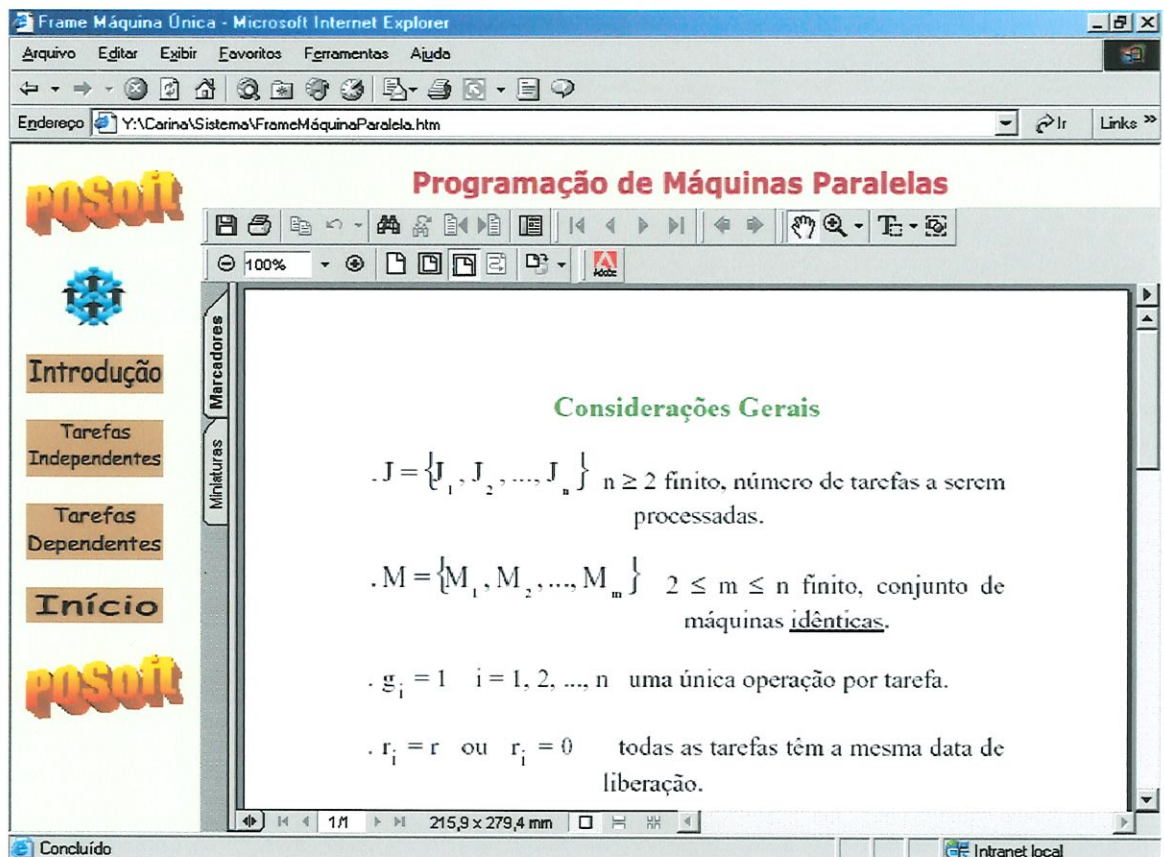 Frame Máquina Única - Microsoft Internet Explorer
Arquivo Editar Exibir Favoritos Ferramentas Ajuda
Endereço Y:\Carina\Sistema\FrameMáquinaParalela.htm Ir Links »
POSoft
Programação de Máquinas Paralelas
100%
Adobe
Marcadores
Miniaturas
Introdução
Tarefas
Independentes
Tarefas
Dependentes
Início
POSoft
Considerações Gerais
. J = {J₁, J₂, ..., Jₙ} n ≥ 2 finito, número de tarefas a serem
processadas.
. M = {M₁, M₂, ..., Mₘ} 2 ≤ m ≤ n finito, conjunto de
máquinas idênticas.
. gᵢ = 1 i = 1, 2, ..., n uma única operação por tarefa.
. rᵢ = r ou rᵢ = 0 todas as tarefas têm a mesma data de
liberação.
1/1 215,9 x 279,4 mm
Concluído Intranet local